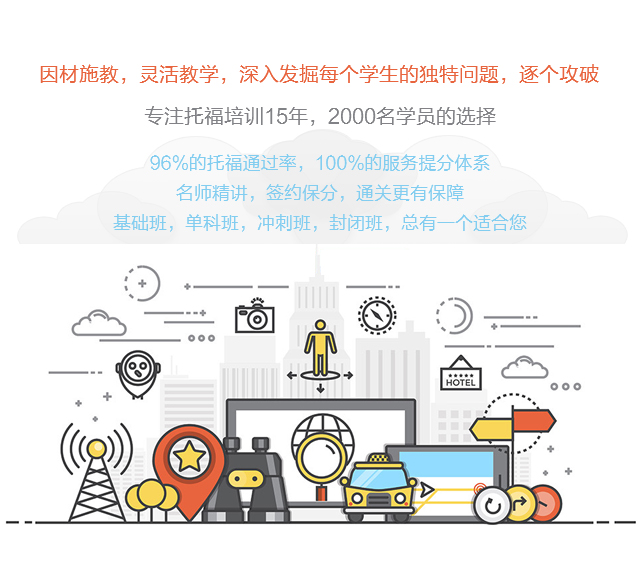 因材施教，灵活教学，深入发掘每个学生的独特问题，逐个攻破
专注托福培训15年，2000名学员的选择
96%的托福通过率，100%的服务提分体系
名师精讲，签约保分，通关更有保障
基础班，单科班，冲刺班，封闭班，总有一个适合您
HOTEL